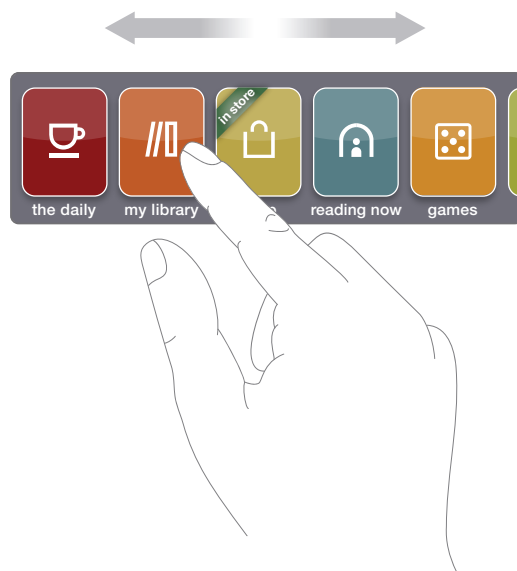 in store
the daily
my library
reading now
games